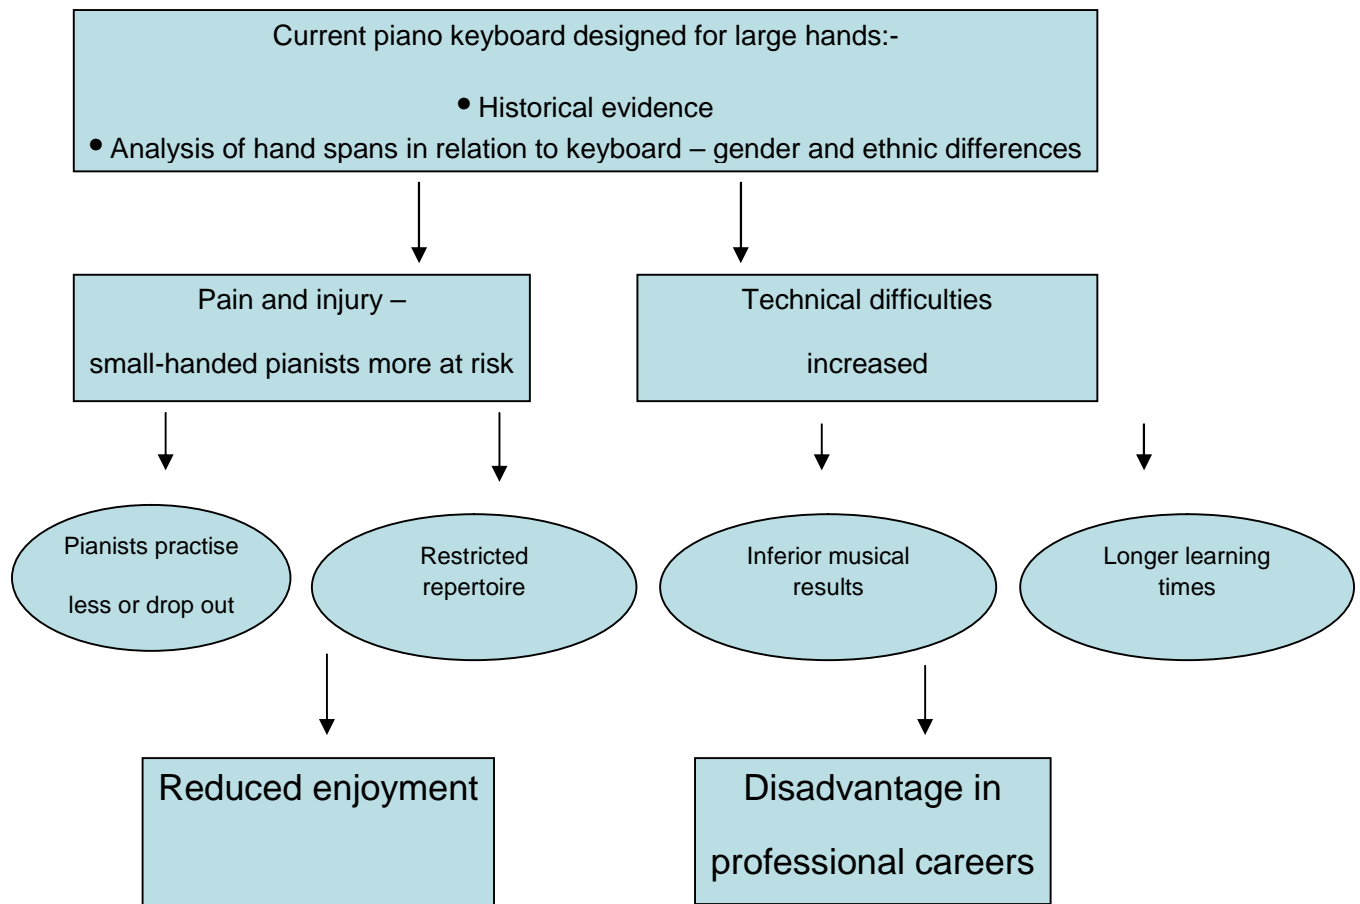 Current piano keyboard designed for large hands:-
• Historical evidence
• Analysis of hand spans in relation to keyboard – gender and ethnic differences
Pain and injury –
small-handed pianists more at risk
Technical difficulties
increased
Pianists practise
less or drop out
Restricted
repertoire
Inferior musical
results
Longer learning
times
Reduced enjoyment
Disadvantage in
professional careers